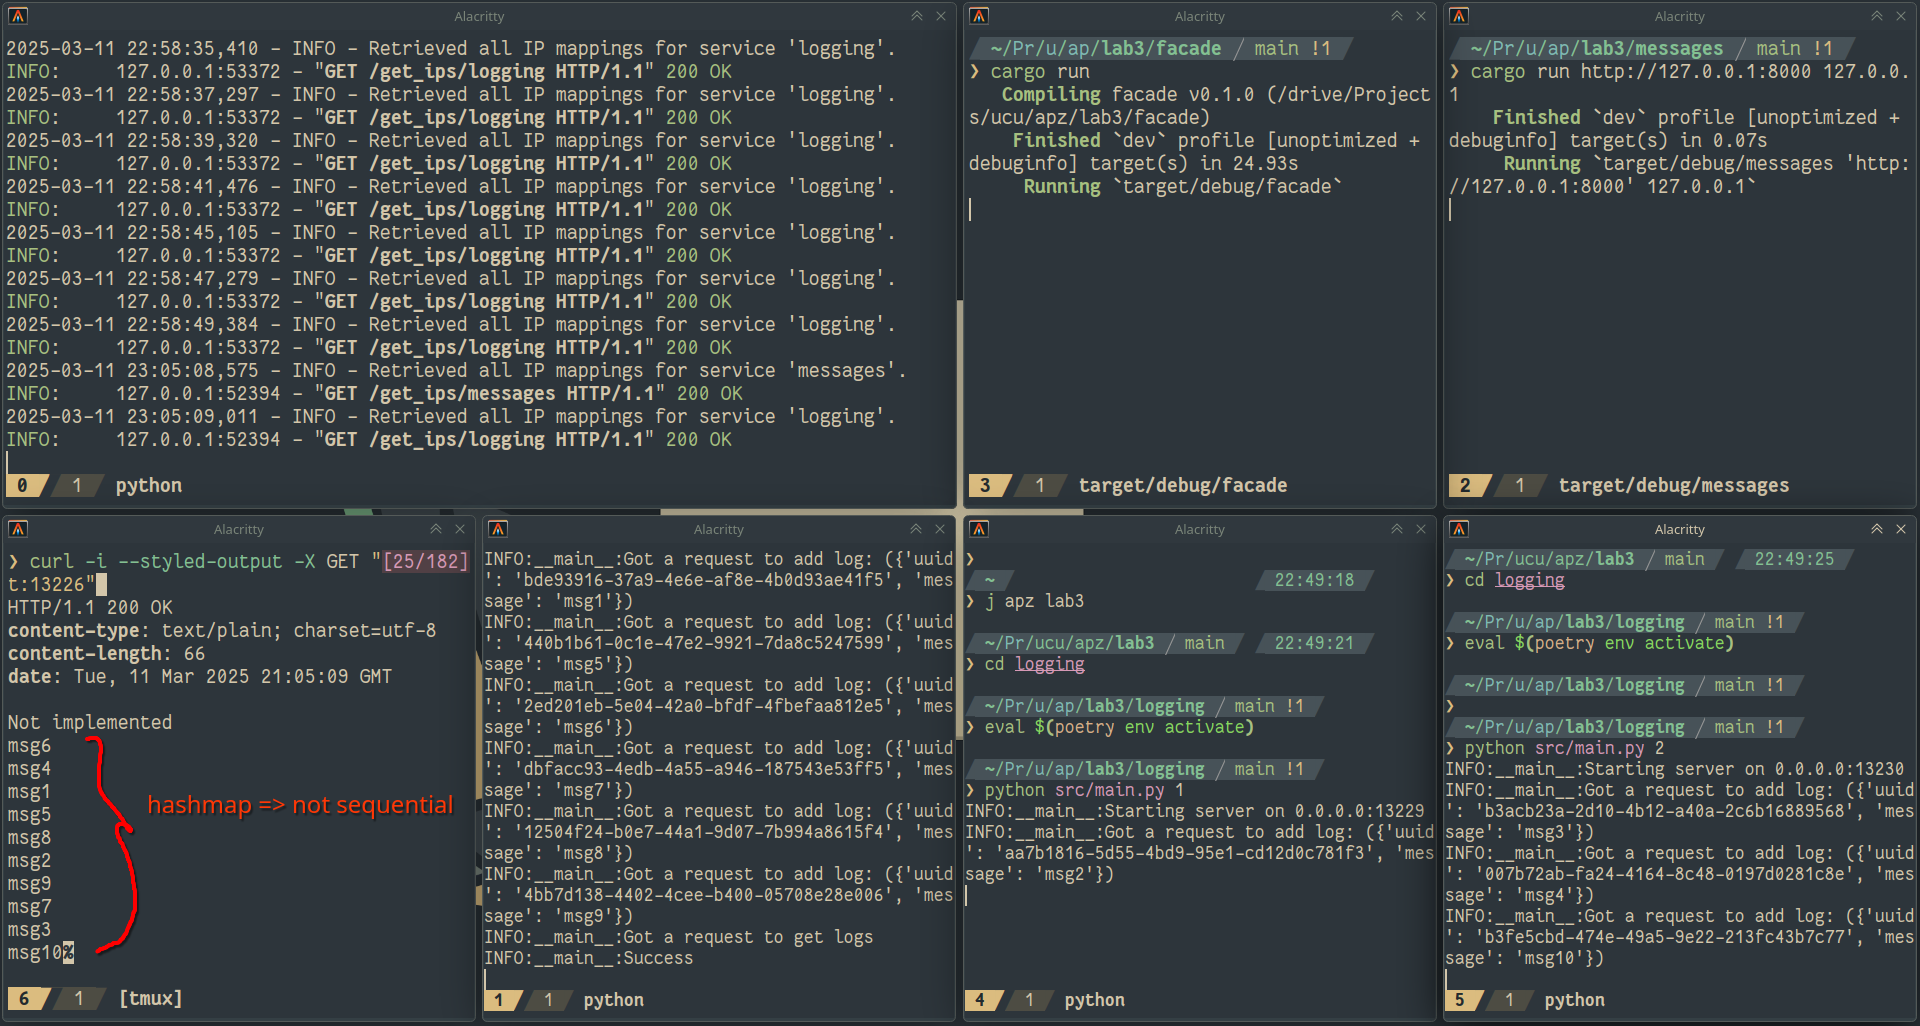 Alacritty
2025-03-11 22:58:35,410 - INFO - Retrieved all IP mappings for service 'logging'.
INFO:     127.0.0.1:53372 - "GET /get_ips/logging HTTP/1.1" 200 OK
2025-03-11 22:58:37,297 - INFO - Retrieved all IP mappings for service 'logging'.
INFO:     127.0.0.1:53372 - "GET /get_ips/logging HTTP/1.1" 200 OK
2025-03-11 22:58:39,320 - INFO - Retrieved all IP mappings for service 'logging'.
INFO:     127.0.0.1:53372 - "GET /get_ips/logging HTTP/1.1" 200 OK
2025-03-11 22:58:41,476 - INFO - Retrieved all IP mappings for service 'logging'.
INFO:     127.0.0.1:53372 - "GET /get_ips/logging HTTP/1.1" 200 OK
2025-03-11 22:58:45,105 - INFO - Retrieved all IP mappings for service 'logging'.
INFO:     127.0.0.1:53372 - "GET /get_ips/logging HTTP/1.1" 200 OK
2025-03-11 22:58:47,279 - INFO - Retrieved all IP mappings for service 'logging'.
INFO:     127.0.0.1:53372 - "GET /get_ips/logging HTTP/1.1" 200 OK
2025-03-11 22:58:49,384 - INFO - Retrieved all IP mappings for service 'logging'.
INFO:     127.0.0.1:53372 - "GET /get_ips/logging HTTP/1.1" 200 OK
2025-03-11 23:05:08,575 - INFO - Retrieved all IP mappings for service 'messages'.
INFO:     127.0.0.1:52394 - "GET /get_ips/messages HTTP/1.1" 200 OK
2025-03-11 23:05:09,011 - INFO - Retrieved all IP mappings for service 'logging'.
INFO:     127.0.0.1:52394 - "GET /get_ips/logging HTTP/1.1" 200 OK
0 1 python
Alacritty
~/Pr/u/ap/lab3/facade / main !1
❯ cargo run
Compiling facade v0.1.0 (/drive/Project
s/ucu/apz/lab3/facade)
Finished `dev` profile [unoptimized +
debuginfo] target(s) in 24.93s
Running `target/debug/facade`
3 1 target/debug/facade
Alacritty
~/Pr/u/ap/lab3/messages / main !1
❯ cargo run http://127.0.0.1:8000 127.0.0.
1
Finished `dev` profile [unoptimized +
debuginfo] target(s) in 0.07s
Running `target/debug/messages 'http:
//127.0.0.1:8000' 127.0.0.1`
2 1 target/debug/messages
Alacritty
❯ curl -i --styled-output -X GET "[25/182]
t:13226"
HTTP/1.1 200 OK
content-type: text/plain; charset=utf-8
content-length: 66
date: Tue, 11 Mar 2025 21:05:09 GMT
Not implemented
msg6
msg4
msg1
msg5
hashmap => not sequential
msg8
msg2
msg9
msg7
msg3
msg10%
6 1 [tmux]
Alacritty
INFO:__main__:Got a request to add log: ({'uuid
': 'bde93916-37a9-4e6e-af8e-4b0d93ae41f5', 'mes
sage': 'msg1'})
INFO:__main__:Got a request to add log: ({'uuid
': '440b1b61-0c1e-47e2-9921-7da8c5247599', 'mes
sage': 'msg5'})
INFO:__main__:Got a request to add log: ({'uuid
': '2ed201eb-5e04-42a0-bfdf-4fbefaa812e5', 'mes
sage': 'msg6'})
INFO:__main__:Got a request to add log: ({'uuid
': 'dbfacc93-4edb-4a55-a946-187543e53ff5', 'mes
sage': 'msg7'})
INFO:__main__:Got a request to add log: ({'uuid
': '12504f24-b0e7-44a1-9d07-7b994a8615f4', 'mes
sage': 'msg8'})
INFO:__main__:Got a request to add log: ({'uuid
': '4bb7d138-4402-4cee-b400-05708e28e006', 'mes
sage': 'msg9'})
INFO:__main__:Got a request to get logs
INFO:__main__:Success
1 1 python
Alacritty
❯
~ 22:49:18
❯ j apz lab3
~/Pr/ucu/apz/lab3 / main 22:49:21
❯ cd logging
~/Pr/u/ap/lab3/logging / main !1
❯ eval $(poetry env activate)
~/Pr/u/ap/lab3/logging / main !1
❯ python src/main.py 1
INFO:__main__:Starting server on 0.0.0.0:13229
INFO:__main__:Got a request to add log: ({'uuid
': 'aa7b1816-5d55-4bd9-95e1-cd12d0c781f3', 'mes
sage': 'msg2'})
4 1 python
Alacritty
~/Pr/ucu/apz/lab3 / main 22:49:25
❯ cd logging
~/Pr/u/ap/lab3/logging / main !1
❯ eval $(poetry env activate)
~/Pr/u/ap/lab3/logging / main !1
❯
~/Pr/u/ap/lab3/logging / main !1
❯ python src/main.py 2
INFO:__main__:Starting server on 0.0.0.0:13230
INFO:__main__:Got a request to add log: ({'uuid
': 'b3acb23a-2d10-4b12-a40a-2c6b16889568', 'mes
sage': 'msg3'})
INFO:__main__:Got a request to add log: ({'uuid
': '007b72ab-fa24-4164-8c48-0197d0281c8e', 'mes
sage': 'msg4'})
INFO:__main__:Got a request to add log: ({'uuid
': 'b3fe5cbd-474e-49a5-9e22-213fc43b7c77', 'mes
sage': 'msg10'})
5 1 python